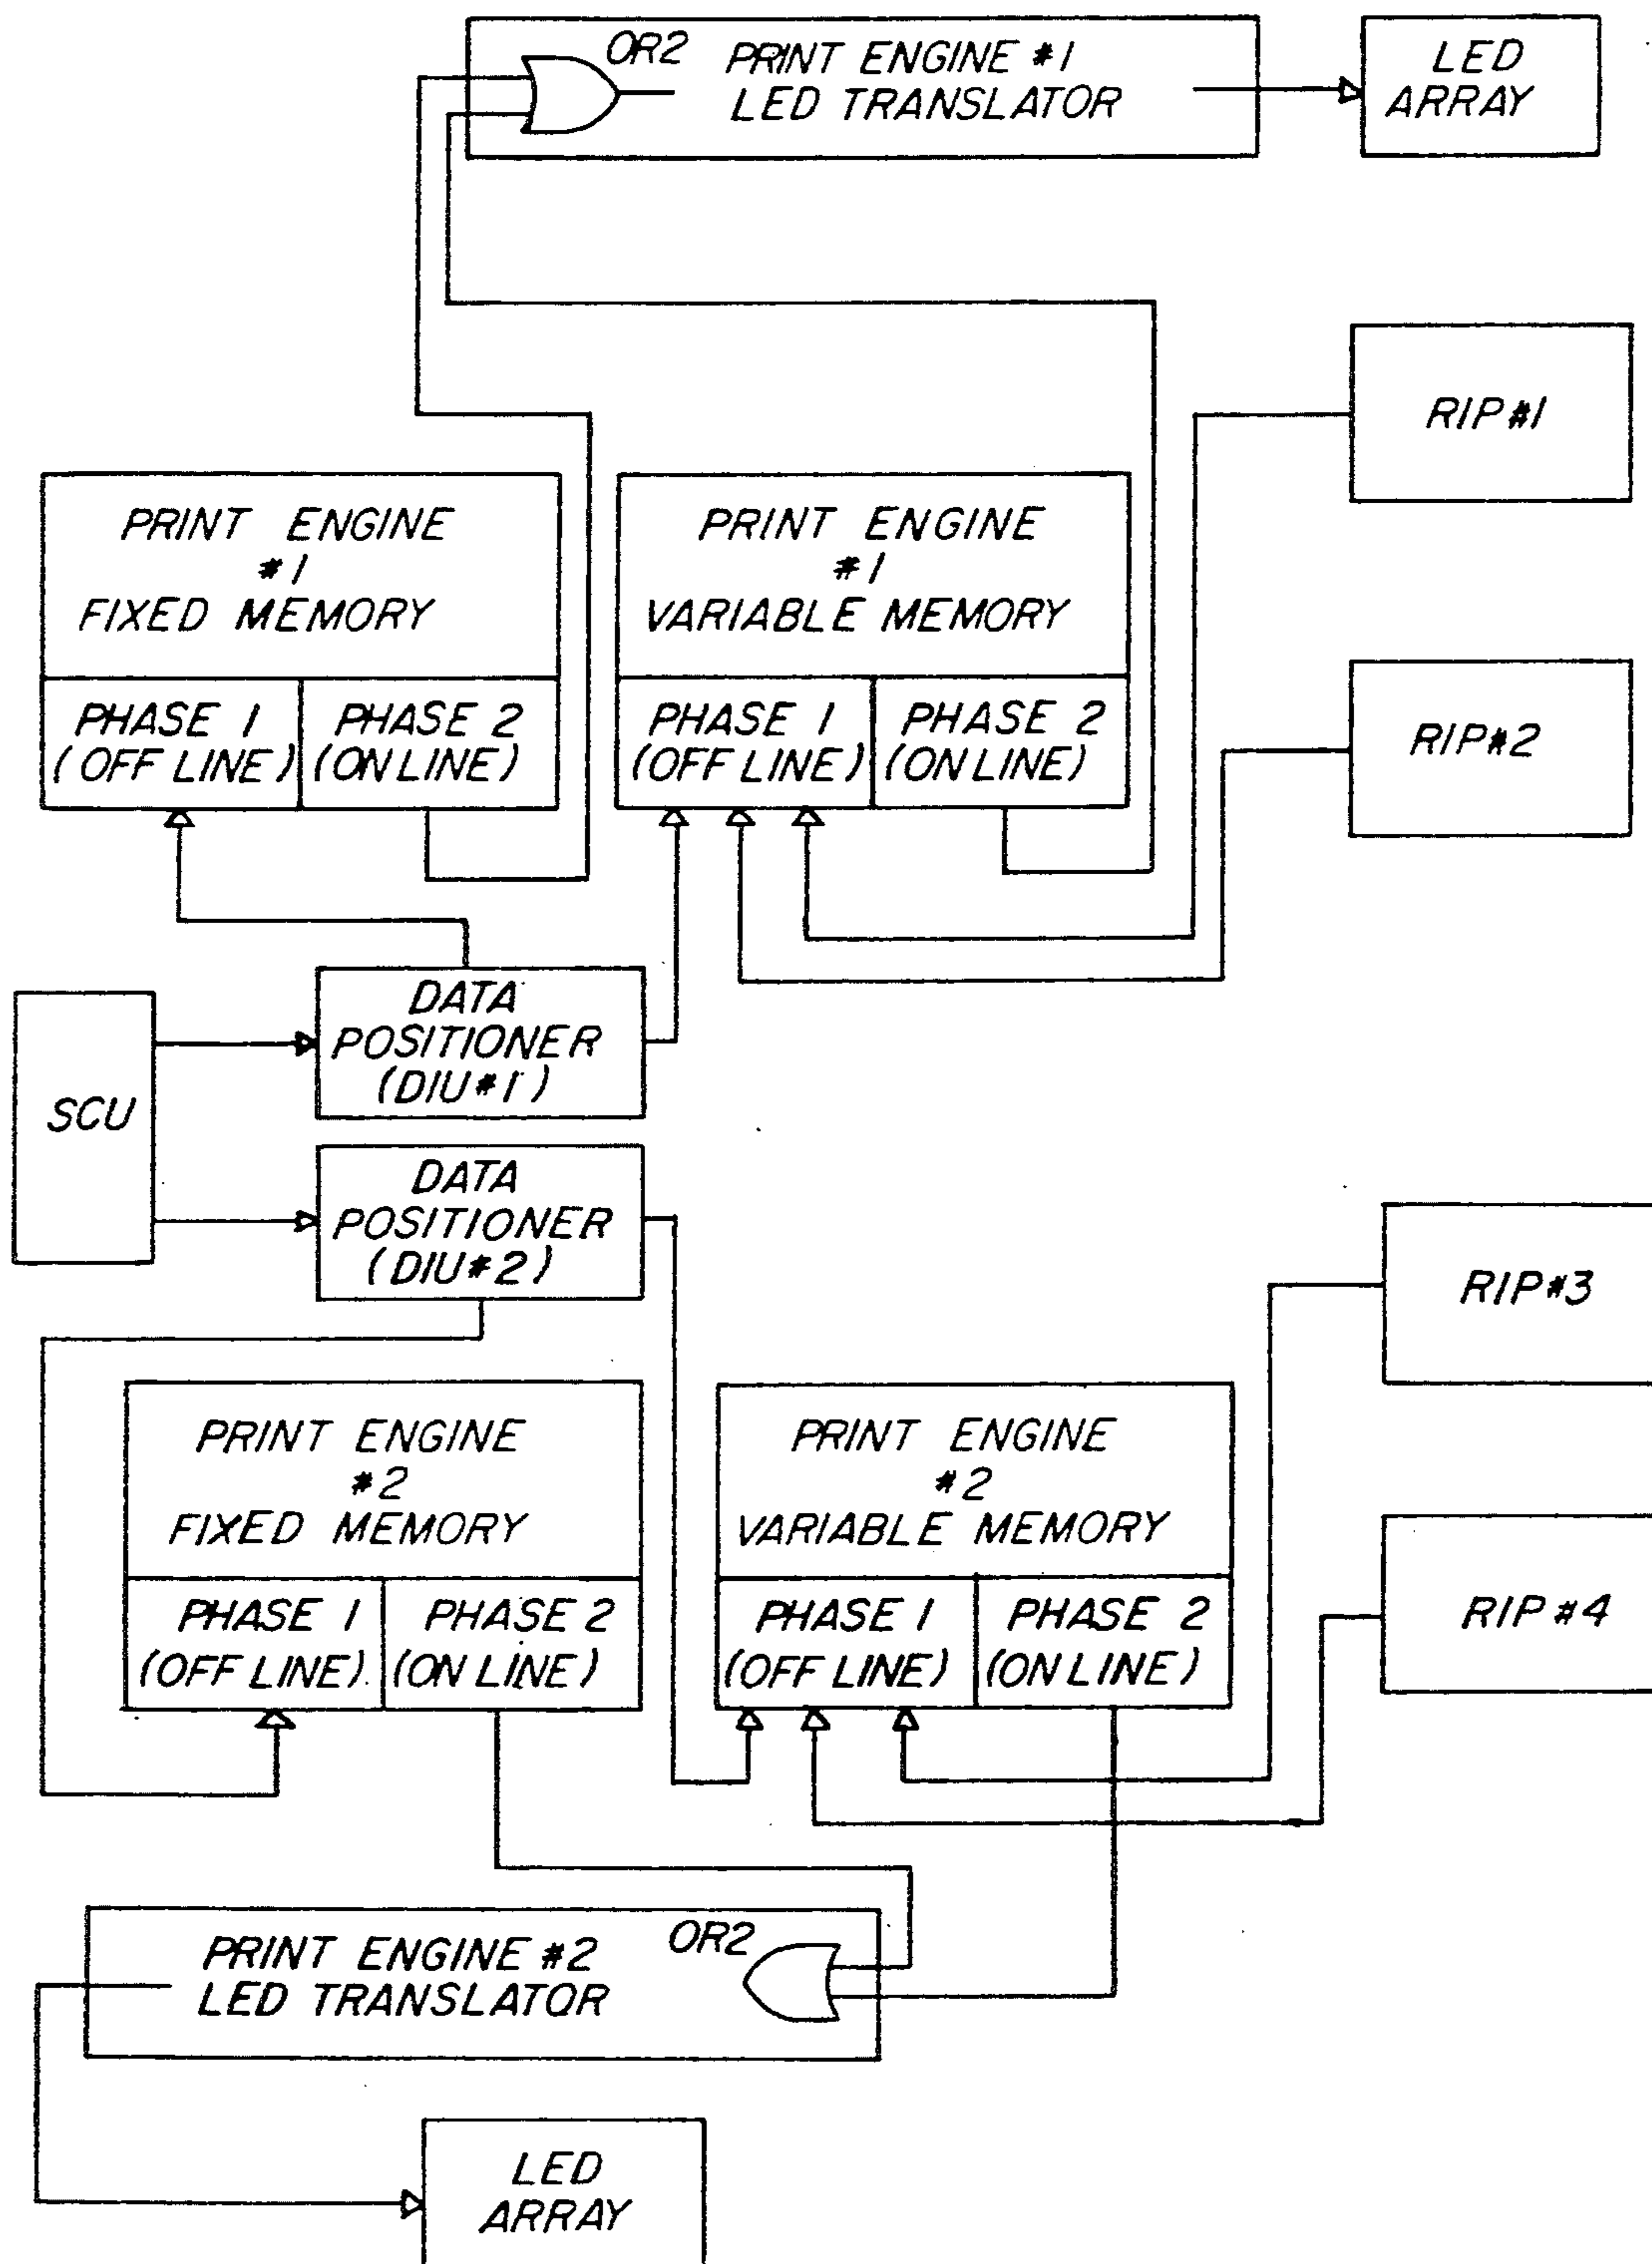 OR2
PRINT ENGINE #1
LED TRANSLATOR
LED
ARRAY
RIP#1
PRINT ENGINE
#1
FIXED MEMORY
PHASE 1
(OFF LINE)
PHASE 2
(ON LINE)
PRINT ENGINE
#1
VARIABLE MEMORY
PHASE 1
(OFF LINE)
PHASE 2
(ON LINE)
RIP#2
SCU
DATA
POSITIONER
(DIU#1)
DATA
POSITIONER
(DIU#2)
RIP#3
PRINT ENGINE
#2
FIXED MEMORY
PHASE 1
(OFF LINE)
PHASE 2
(ON LINE)
PRINT ENGINE
#2
VARIABLE MEMORY
PHASE 1
(OFF LINE)
PHASE 2
(ON LINE)
RIP#4
PRINT ENGINE #2
LED TRANSLATOR
OR2
LED
ARRAY